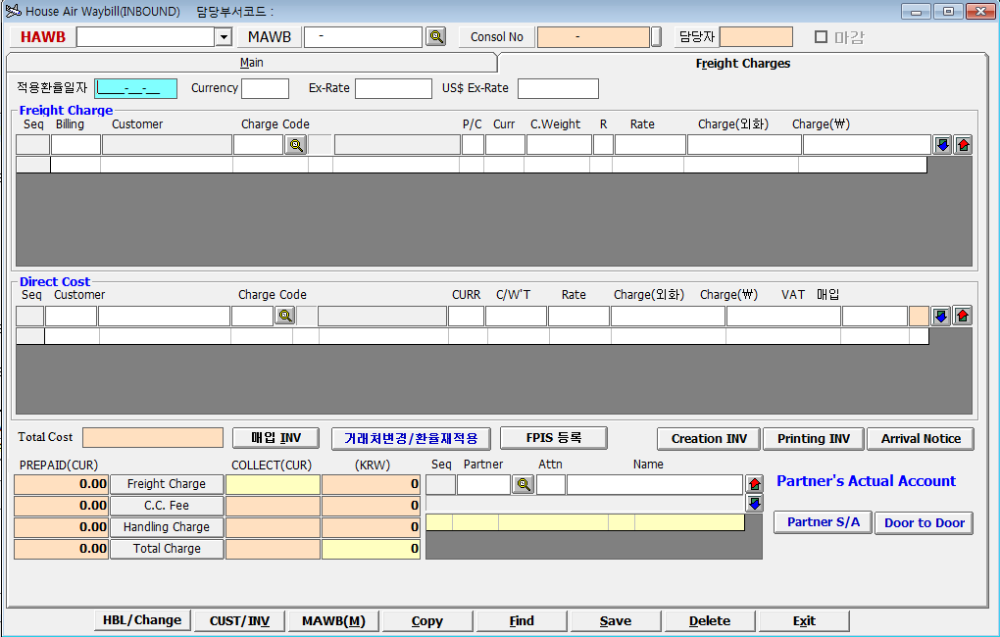 House Air Waybill(INBOUND) 담당부서코드 :
HAWB MAWB - Consol No - 담당자 마감
Main Freight Charges
적용환율일자 ____-__-__ Currency Ex-Rate US$ Ex-Rate
Freight Charge
Seq Billing Customer Charge Code P/C Curr C.Weight R Rate Charge(외화) Charge(₩)
Direct Cost
Seq Customer Charge Code CURR C/W'T Rate Charge(외화) Charge(₩) VAT 매입
Total Cost 매입 INV 거래처변경/환율재적용 FPIS 등록 Creation INV Printing INV Arrival Notice
PREPAID(CUR) COLLECT(CUR) (KRW) Seq Partner Attn Name
0.00 Freight Charge 0 Partner's Actual Account
0.00 C.C. Fee 0
0.00 Handling Charge 0 Partner S/A Door to Door
0.00 Total Charge 0
HBL/Change CUST/INV MAWB(M) Copy Find Save Delete Exit